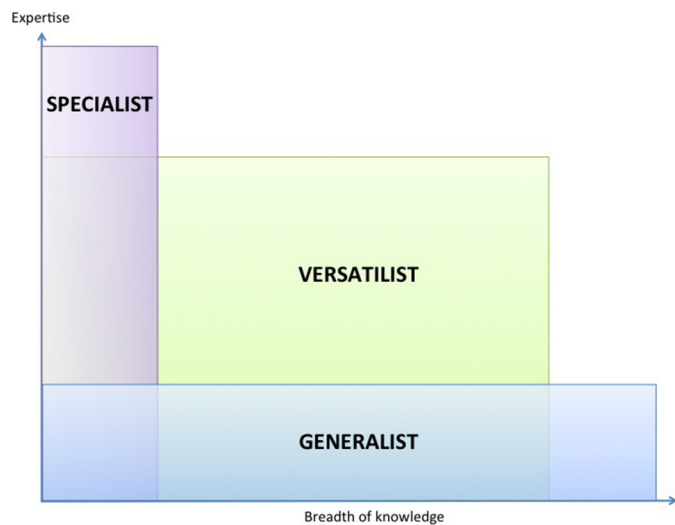 Expertise
SPECIALIST
VERSATILIST
GENERALIST
Breadth of knowledge